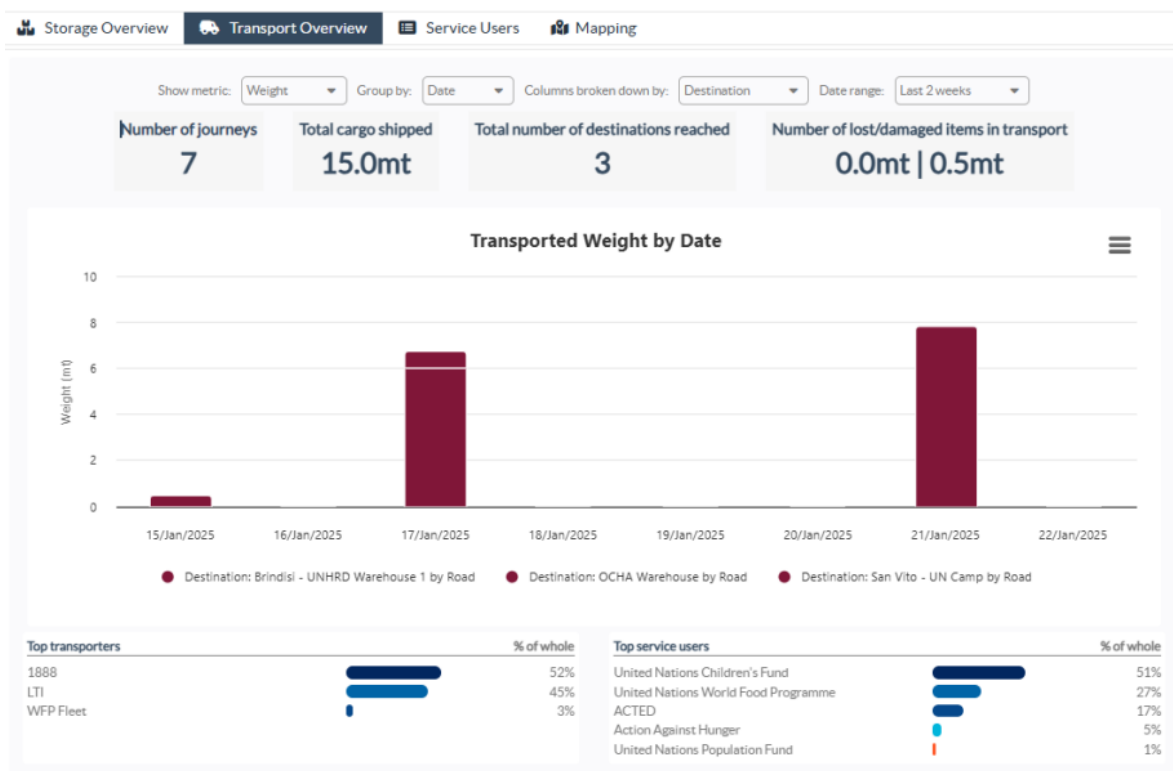 Storage Overview Transport Overview Service Users Mapping
Show metric: Weight Group by: Date Columns broken down by: Destination Date range: Last 2 weeks
Number of journeys Total cargo shipped Total number of destinations reached Number of lost/damaged items in transport
7 15.0mt 3 0.0mt | 0.5mt
Transported Weight by Date
10
8
6
4
2
0
Weight (mt)
15/Jan/2025 16/Jan/2025 17/Jan/2025 18/Jan/2025 19/Jan/2025 20/Jan/2025 21/Jan/2025 22/Jan/2025
Destination: Brindisi - UNHRD Warehouse 1 by Road Destination: OCHA Warehouse by Road Destination: San Vito - UN Camp by Road
Top transporters % of whole
1888 52%
LTI 45%
WFP Fleet 3%
Top service users % of whole
United Nations Children's Fund 51%
United Nations World Food Programme 27%
ACTED 17%
Action Against Hunger 5%
United Nations Population Fund 1%